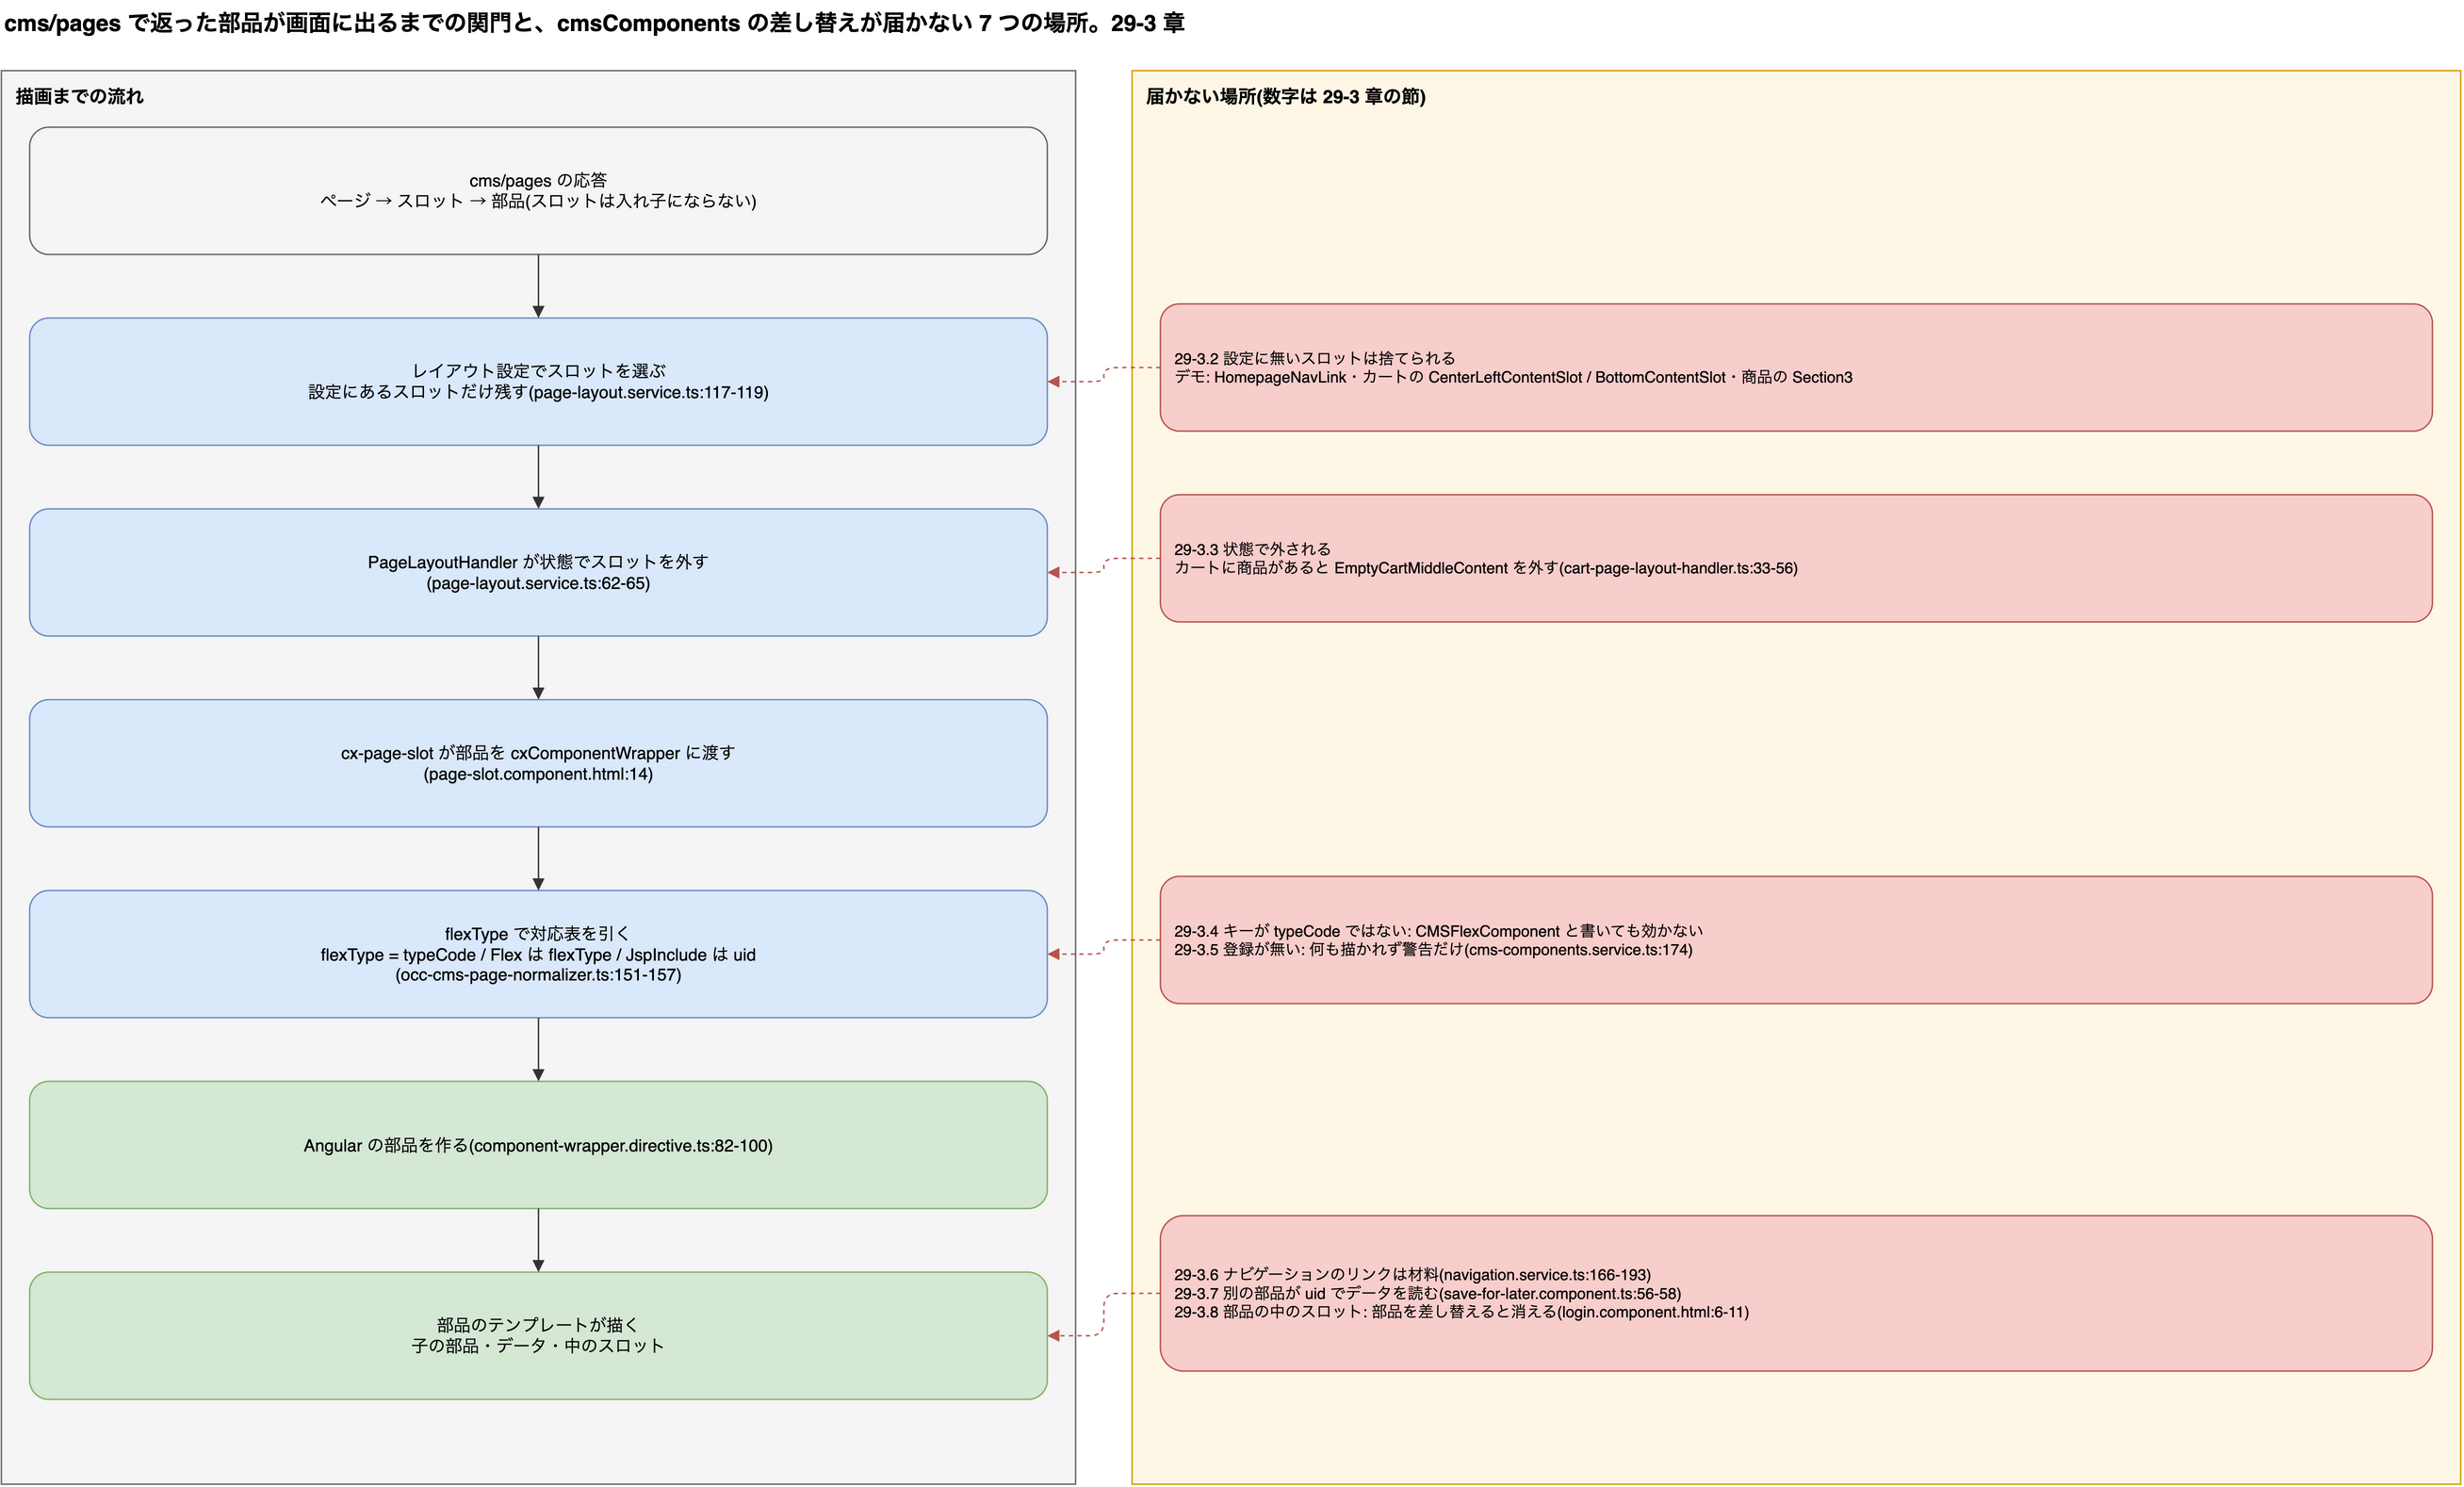 cms/pages で返った部品が画面に出るまでの関門と、cmsComponents の差し替えが届かない 7 つの場所。29-3 章
描画までの流れ
cms/pages の応答
ページ → スロット → 部品(スロットは入れ子にならない)
レイアウト設定でスロットを選ぶ
設定にあるスロットだけ残す(page-layout.service.ts:117-119)
PageLayoutHandler が状態でスロットを外す
(page-layout.service.ts:62-65)
cx-page-slot が部品を cxComponentWrapper に渡す
(page-slot.component.html:14)
flexType で対応表を引く
flexType = typeCode / Flex は flexType / JspInclude は uid
(occ-cms-page-normalizer.ts:151-157)
Angular の部品を作る(component-wrapper.directive.ts:82-100)
部品のテンプレートが描く
子の部品・データ・中のスロット
届かない場所(数字は 29-3 章の節)
29-3.2 設定に無いスロットは捨てられる
デモ: HomepageNavLink・カートの CenterLeftContentSlot / BottomContentSlot・商品の Section3
29-3.3 状態で外される
カートに商品があると EmptyCartMiddleContent を外す(cart-page-layout-handler.ts:33-56)
29-3.4 キーが typeCode ではない: CMSFlexComponent と書いても効かない
29-3.5 登録が無い: 何も描かれず警告だけ(cms-components.service.ts:174)
29-3.6 ナビゲーションのリンクは材料(navigation.service.ts:166-193)
29-3.7 別の部品が uid でデータを読む(save-for-later.component.ts:56-58)
29-3.8 部品の中のスロット: 部品を差し替えると消える(login.component.html:6-11)